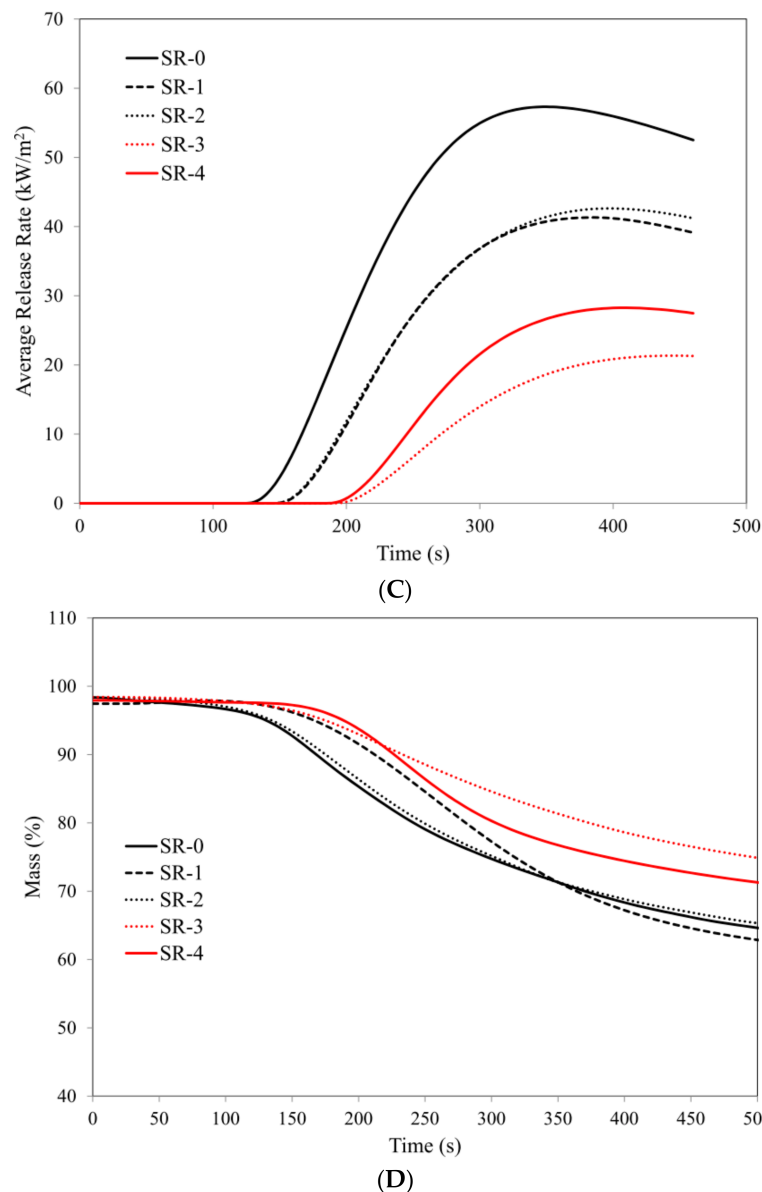 70
60
50
40
30
20
10
0
Average Release Rate (kW/m²)
SR-0
SR-1
SR-2
SR-3
SR-4
0 100 200 300 400 500
Time (s)
(C)
110
100
90
80
70
60
50
40
Mass (%)
SR-0
SR-1
SR-2
SR-3
SR-4
0 50 100 150 200 250 300 350 400 450 50
Time (s)
(D)